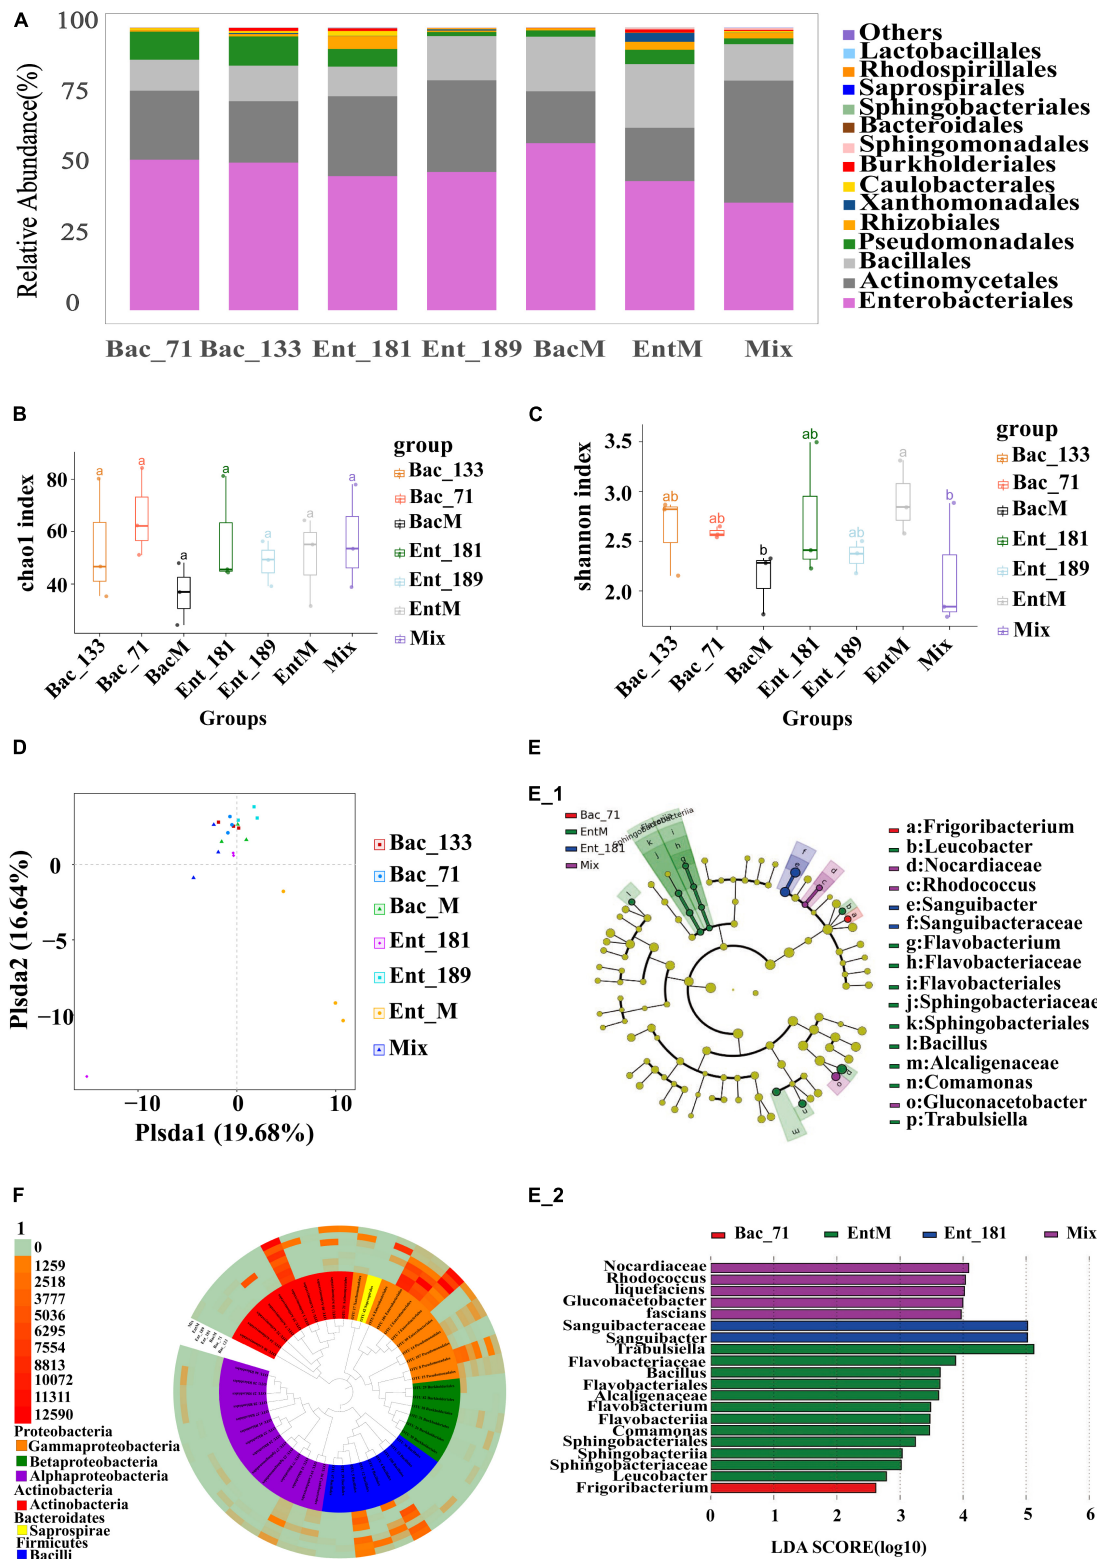 A
100
75
50
25
0
Relative Abundance(%)
Bac_71 Bac_133 Ent_181 Ent_189 BacM EntM Mix
Others
Lactobacillales
Rhodospirillales
Saprospirales
Sphingobacteriales
Bacteroidales
Sphingomonadales
Burkholderiales
Caulobacterales
Xanthomonadales
Rhizobiales
Pseudomonadales
Bacillales
Actinomycetales
Enterobacteriales
B
chao1 index
80
60
40
a a a a a a a
Bac_133 Bac_71 BacM Ent_181 Ent_189 EntM Mix
Groups
group
Bac_133
Bac_71
BacM
Ent_181
Ent_189
EntM
Mix
C
shannon index
3.5
3.0
2.5
2.0
ab ab b ab ab a b
Bac_133 Bac_71 BacM Ent_181 Ent_189 EntM Mix
Groups
group
Bac_133
Bac_71
BacM
Ent_181
Ent_189
EntM
Mix
D
Plsda2 (16.64%)
0
−5
−10
−10 0 10
Plsda1 (19.68%)
Bac_133
Bac_71
Bac_M
Ent_181
Ent_189
Ent_M
Mix
E
E_1
Bac_71
EntM
Ent_181
Mix
a:Frigoribacterium
b:Leucobacter
d:Nocardiaceae
c:Rhodococcus
e:Sanguibacter
f:Sanguibacteraceae
g:Flavobacterium
h:Flavobacteriaceae
i:Flavobacteriales
j:Sphingobacteriaceae
k:Sphingobacteriales
l:Bacillus
m:Alcaligenaceae
n:Comamonas
o:Gluconacetobacter
p:Trabulsiella
F
1
0
1259
2518
3777
5036
6295
7554
8813
10072
11311
12590
Proteobacteria
Gammaproteobacteria
Betaproteobacteria
Alphaproteobacteria
Actinobacteria
Actinobacteria
Bacteroidates
Saprospirae
Firmicutes
Bacilli
E_2
Bac_71 EntM Ent_181 Mix
Nocardiaceae
Rhodococcus
liquefaciens
Gluconacetobacter
fascians
Sanguibacteraceae
Sanguibacter
Trabulsiella
Flavobacteriaceae
Bacillus
Flavobacteriales
Alcaligenaceae
Flavobacterium
Flavobacteriia
Comamonas
Sphingobacteriales
Sphingobacteriia
Sphingobacteriaceae
Leucobacter
Frigoribacterium
0 1 2 3 4 5 6
LDA SCORE(log10)